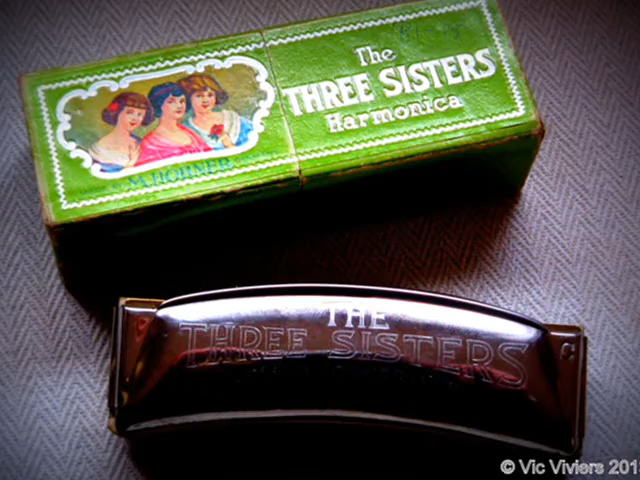 The
THREE SISTERS
Harmonica
M. HOHNER
THE
THREE SISTERS
C
© Vic Viviers 201